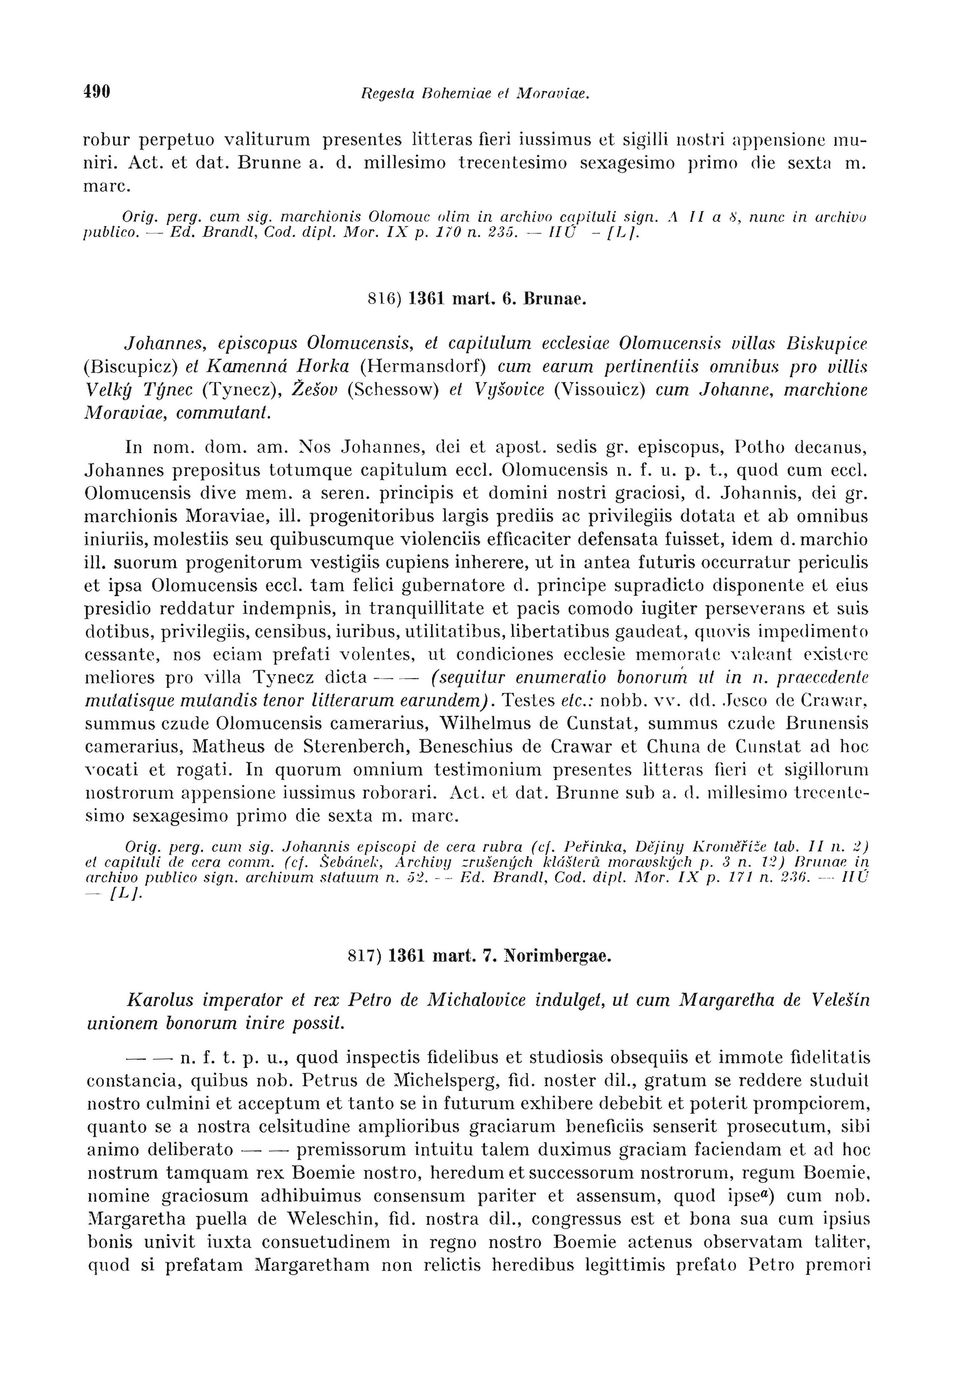 490
Regesta Bohemiae et Moraviae.
robur perpetuo valiturum presentes litteras fieri iussimus et sigilli nostri appensione mu-
niri. Act. et dat. Brunne a. d. millesimo trecentesimo sexagesimo primo die sexta m.
marc.
Orig. perg. cum sig. marchionis Olomouc olim in archivo capituli sign. A II a 8, nunc in archivo
publico. — Ed. Brandl, Cod. dipl. Mor. IX p. 170 n. 235. — HÚ – [L].
816) 1361 mart. 6. Brunae.
Johannes, episcopus Olomucensis, et capitulum ecclesiae Olomucensis villas Biskupice
(Biscupicz) et Kamenná Horka (Hermansdorf) cum earum pertinentiis omnibus pro villis
Velký Týnec (Tynecz), Žešov (Schessow) et Vyšovice (Vissouicz) cum Johanne, marchione
Moraviae, commutant.
In nom. dom. am. Nos Johannes, dei et apost. sedis gr. episcopus, Potho decanus,
Johannes prepositus totumque capitulum eccl. Olomucensis n. f. u. p. t., quod cum eccl.
Olomucensis dive mem. a seren. principis et domini nostri graciosi, d. Johannis, dei gr.
marchionis Moraviae, ill. progenitoribus largis prediis ac privilegiis dotata et ab omnibus
iniuriis, molestiis seu quibuscumque violenciis efficaciter defensata fuisset, idem d. marchio
ill. suorum progenitorum vestigiis cupiens inherere, ut in antea futuris occurratur periculis
et ipsa Olomucensis eccl. tam felici gubernatore d. principe supradicto disponente et eius
presidio reddatur indempnis, in tranquillitate et pacis comodo iugiter perseverans et suis
dotibus, privilegiis, censibus, iuribus, utilitatibus, libertatibus gaudeat, quovis impedimento
cessante, nos eciam prefati volentes, ut condiciones ecclesie memorate valeant existere
meliores pro villa Tynecz dicta — — (sequitur enumeratio bonorum ut in n. praecedente
mutatisque mutandis tenor litterarum earundem). Testes etc.: nobb. vv. dd. Jesco de Crawar,
summus czude Olomucensis camerarius, Wilhelmus de Cunstat, summus czude Brunensis
camerarius, Matheus de Sterenberch, Beneschius de Crawar et Chuna de Cunstat ad hoc
vocati et rogati. In quorum omnium testimonium presentes litteras fieri et sigillorum
nostrorum appensione iussimus roborari. Act. et dat. Brunne sub a. d. millesimo trecente-
simo sexagesimo primo die sexta m. marc.
Orig. perg. cum sig. Johannis episcopi de cera rubra (cf. Peřinka, Dějiny Kroměříže tab. II n. 2)
et capituli de cera comm. (cf. Šebánek, Archivy zrušených klášterů moravských p. 3 n. 12) Brunae in
archivo publico sign. archivum statuum n. 52. -- Ed. Brandl, Cod. dipl. Mor. IX p. 171 n. 236. — HÚ
— [L].
817) 1361 mart. 7. Norimbergae.
Karolus imperator et rex Petro de Michalovice indulget, ut cum Margaretha de Velešín
unionem bonorum inire possit.
— — n. f. t. p. u., quod inspectis fidelibus et studiosis obsequiis et immote fidelitatis
constancia, quibus nob. Petrus de Michelsperg, fid. noster dil., gratum se reddere studuit
nostro culmini et acceptum et tanto se in futurum exhibere debebit et poterit prompciorem,
quanto se a nostra celsitudine amplioribus graciarum beneficiis senserit prosecutum, sibi
animo deliberato — — premissorum intuitu talem duximus graciam faciendam et ad hoc
nostrum tamquam rex Boemie nostro, heredum et successorum nostrorum, regum Boemie,
nomine graciosum adhibuimus consensum pariter et assensum, quod ipseª) cum nob.
Margaretha puella de Weleschin, fid. nostra dil., congressus est et bona sua cum ipsius
bonis univit iuxta consuetudinem in regno nostro Boemie actenus observatam taliter,
quod si prefatam Margaretham non relictis heredibus legittimis prefato Petro premori